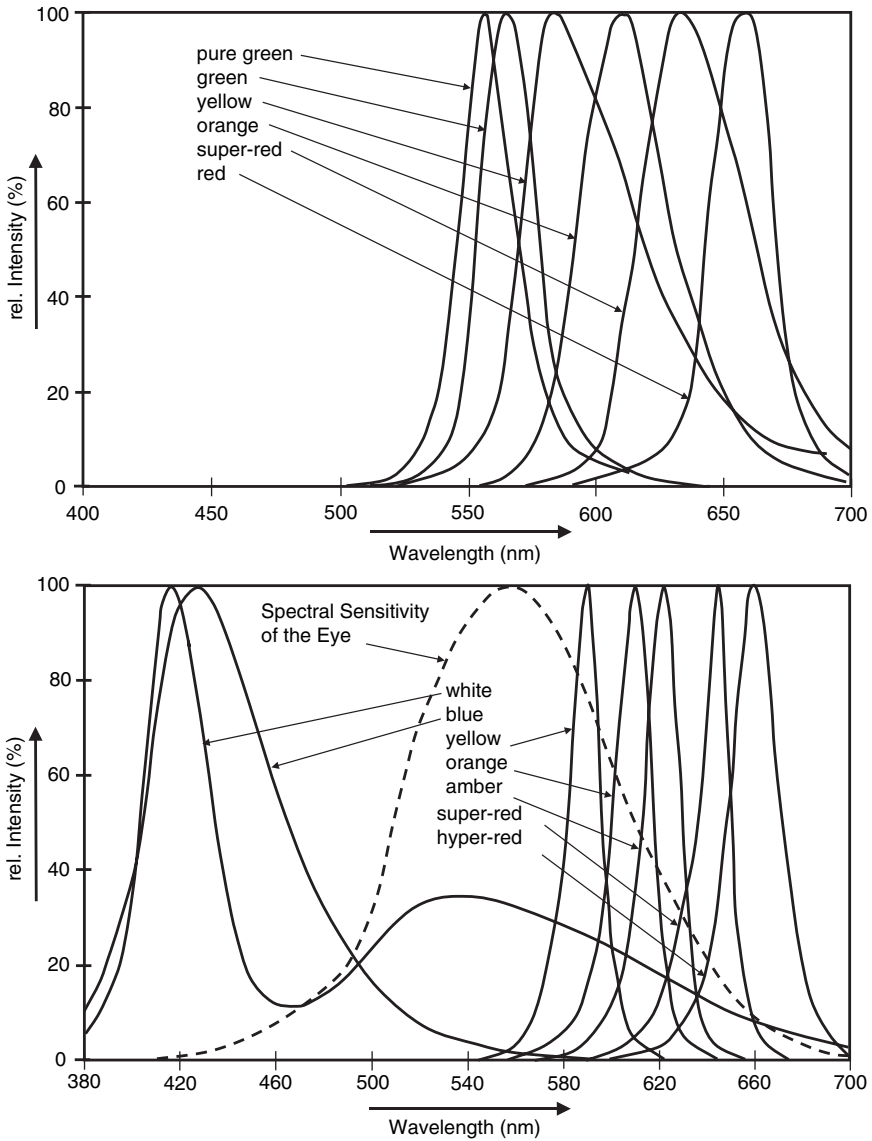 100
80
60
40
20
0
rel. Intensity (%)
pure green
green
yellow
orange
super-red
red
400
450
500
550
600
650
700
Wavelength (nm)
100
80
60
40
20
0
rel. Intensity (%)
Spectral Sensitivity
of the Eye
white
blue
yellow
orange
amber
super-red
hyper-red
380
420
460
500
540
580
620
660
700
Wavelength (nm)